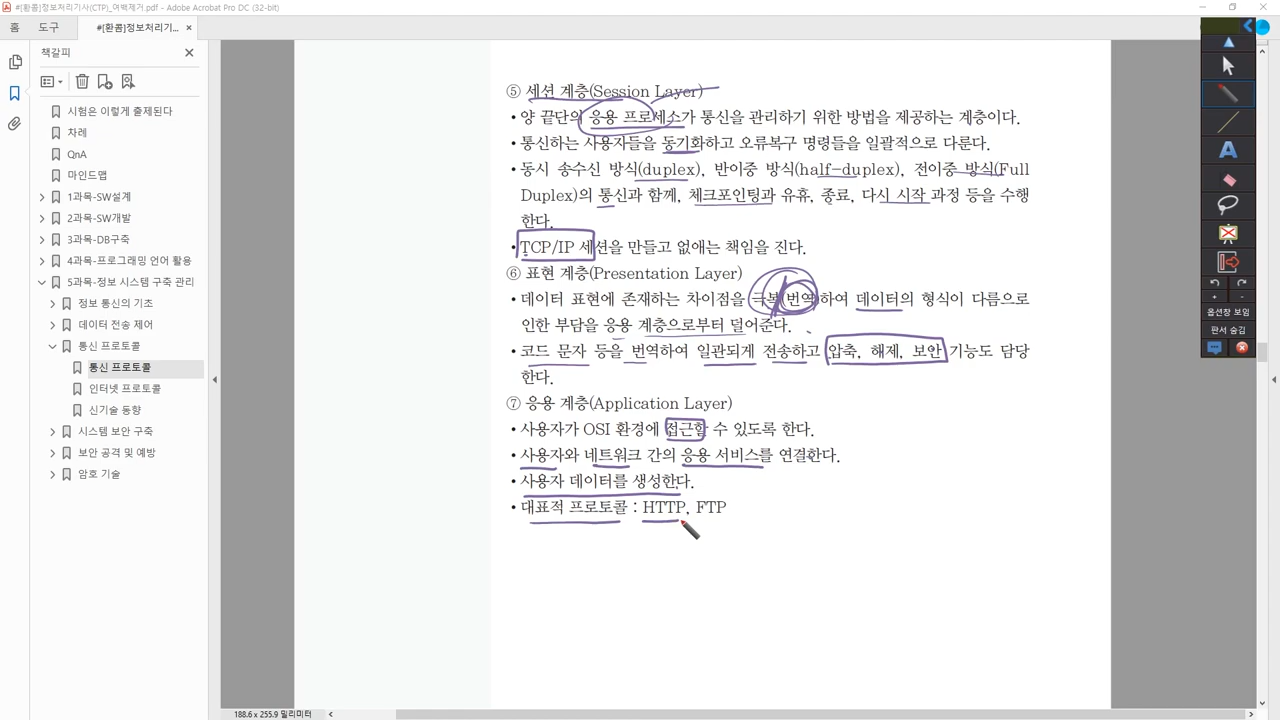 #[환콤]정보처리기사(CTP)_여백제거.pdf - Adobe Acrobat Pro DC (32-bit)
홈 도구 #[환콤]정보처리기... ×
책갈피
시험은 이렇게 출제된다
차례
QnA
마인드맵
1과목-SW설계
2과목-SW개발
3과목-DB구축
4과목-프로그래밍 언어 활용
5과목-정보 시스템 구축 관리
정보 통신의 기초
데이터 전송 제어
통신 프로토콜
통신 프로토콜
인터넷 프로토콜
신기술 동향
시스템 보안 구축
보안 공격 및 예방
암호 기술
⑤ 세션 계층(Session Layer)
• 양 끝단의 응용 프로세소가 통신을 관리하기 위한 방법을 제공하는 계층이다.
• 통신하는 사용자들을 동기화하고 오류복구 명령들을 일괄적으로 다룬다.
• 동시 송수신 방식(duplex), 반이중 방식(half-duplex), 전이중 방식(Full
Duplex)의 통신과 함께, 체크포인팅과 유휴, 종료, 다시 시작 과정 등을 수행
한다.
• TCP/IP 세션을 만들고 없애는 책임을 진다.
⑥ 표현 계층(Presentation Layer)
• 데이터 표현에 존재하는 차이점을 극복(번역)하여 데이터의 형식이 다름으로
인한 부담을 응용 계층으로부터 덜어준다.
• 코드 문자 등을 번역하여 일관되게 전송하고 압축, 해제, 보안 기능도 담당
한다.
⑦ 응용 계층(Application Layer)
• 사용자가 OSI 환경에 접근할 수 있도록 한다.
• 사용자와 네트워크 간의 응용 서비스를 연결한다.
• 사용자 데이터를 생성한다.
• 대표적 프로토콜 : HTTP, FTP
옵션창 보임
판서 숨김
188.6 x 255.9 밀리미터